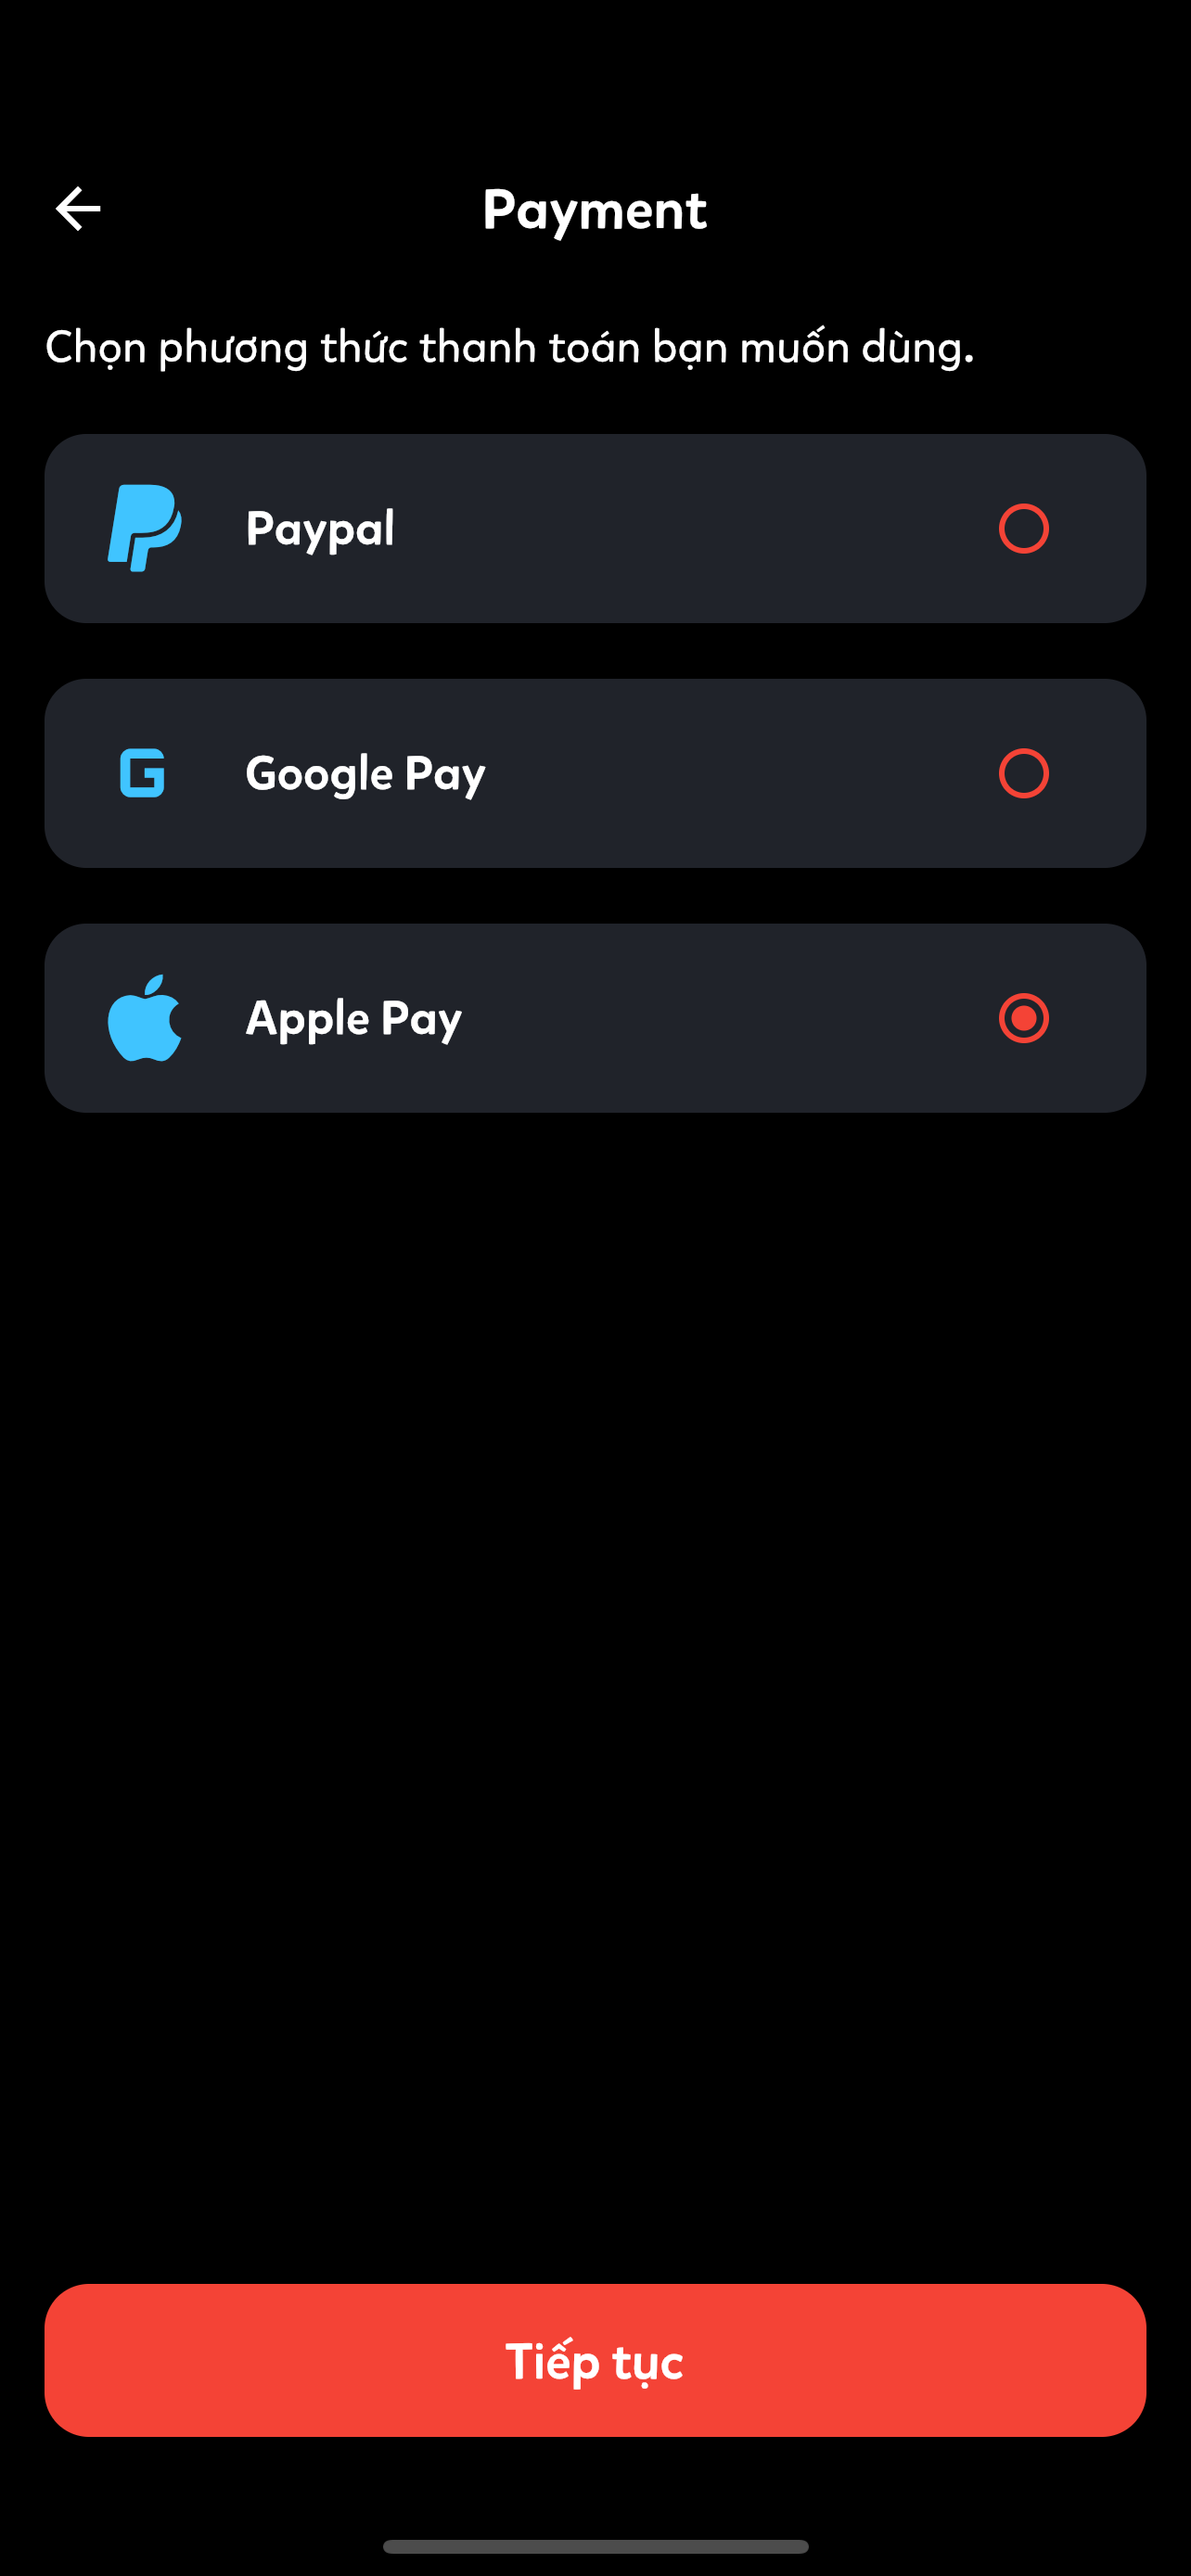 Payment
Chọn phương thức thanh toán bạn muốn dùng.
Paypal
Google Pay
Apple Pay
Tiếp tục